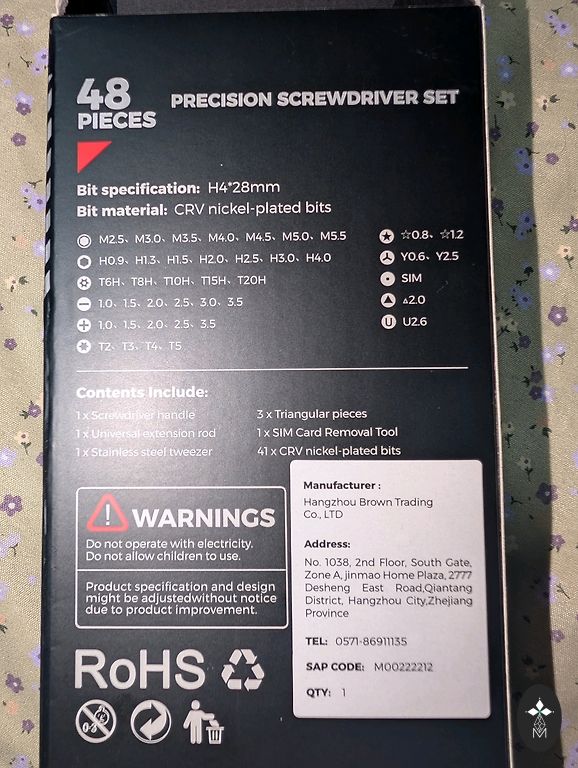 48
PIECES
PRECISION SCREWDRIVER SET
Bit specification: H4*28mm
Bit material: CRV nickel-plated bits
M2.5、M3.0、M3.5、M4.0、M4.5、M5.0、M5.5
H0.9、H1.3、H1.5、H2.0、H2.5、H3.0、H4.0
T6H、T8H、T10H、T15H、T20H
1.0、1.5、2.0、2.5、3.0、3.5
1.0、1.5、2.0、2.5、3.5
T2、T3、T4、T5
☆0.8、☆1.2
Y0.6、Y2.5
SIM
▵2.0
U U2.6
Contents Include:
1 x Screwdriver handle
1 x Universal extension rod
1 x Stainless steel tweezer
3 x Triangular pieces
1 x SIM Card Removal Tool
41 x CRV nickel-plated bits
WARNINGS
Do not operate with electricity.
Do not allow children to use.
Product specification and design
might be adjustedwithout notice
due to product improvement.
RoHS
Manufacturer :
Hangzhou Brown Trading
Co., LTD
Address:
No. 1038, 2nd Floor, South Gate,
Zone A, jinmao Home Plaza, 2777
Desheng East Road,Qiantang
District, Hangzhou City,Zhejiang
Province
TEL: 0571-86911135
SAP CODE: M00222212
QTY: 1
M